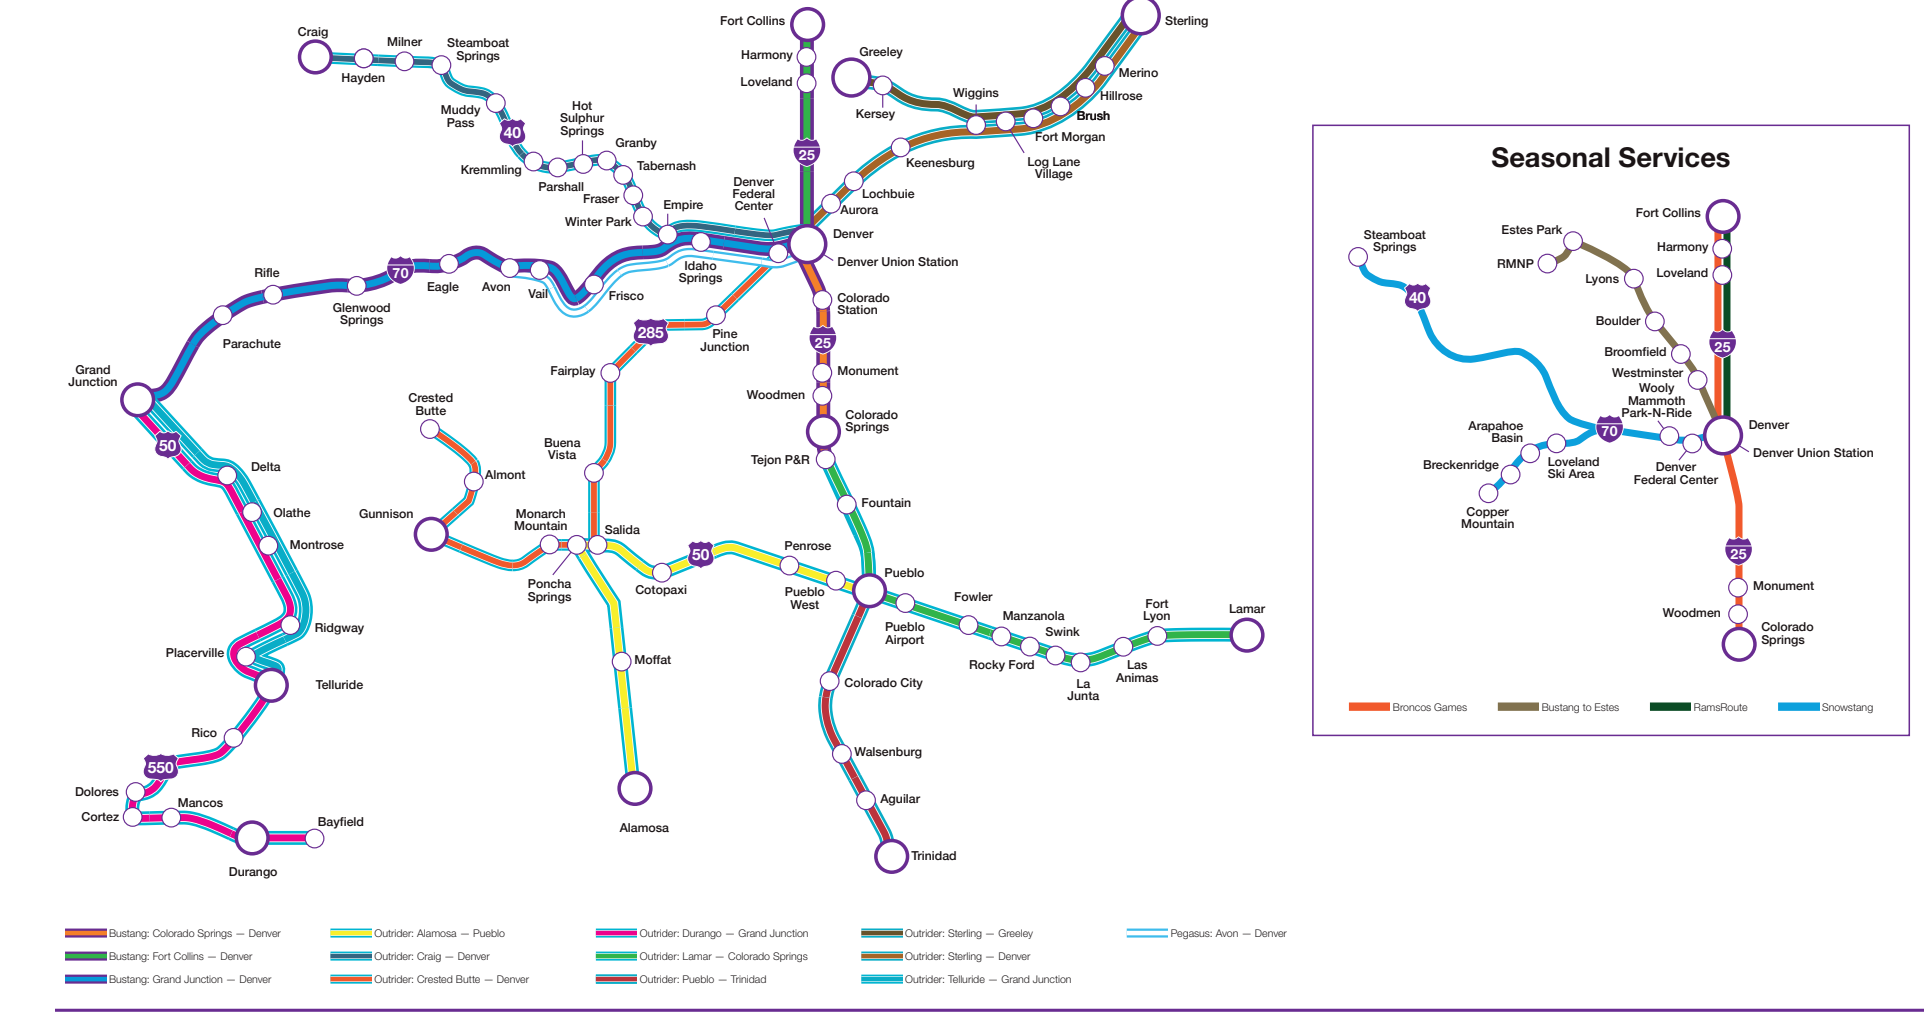 Craig
Hayden
Milner
Steamboat
Springs
Muddy
Pass
40
Kremmling
Parshall
Hot
Sulphur
Springs
Granby
Tabernash
Fraser
Winter Park
Empire
Fort Collins
Harmony
Loveland
25
Denver
Federal
Center
Greeley
Kersey
Wiggins
Sterling
Merino
Hillrose
Brush
Fort Morgan
Log Lane
Village
Keenesburg
Lochbuie
Aurora
Denver
Denver Union Station
Idaho
Springs
Frisco
Vail
Avon
Eagle
70
Glenwood
Springs
Rifle
Parachute
Grand
Junction
50
Delta
Olathe
Montrose
Ridgway
Placerville
Telluride
Rico
550
Dolores
Cortez
Mancos
Durango
Bayfield
Pine
Junction
285
Fairplay
Buena
Vista
Crested
Butte
Almont
Gunnison
Monarch
Mountain
Salida
Poncha
Springs
Cotopaxi
50
Penrose
Pueblo
West
Moffat
Alamosa
Colorado
Station
25
Monument
Woodmen
Colorado
Springs
Tejon P&R
Fountain
Pueblo
Pueblo
Airport
Fowler
Manzanola
Rocky Ford
Swink
La
Junta
Las
Animas
Fort
Lyon
Lamar
Colorado City
Walsenburg
Aguilar
Trinidad
Seasonal Services
Steamboat
Springs
40
Estes Park
RMNP
Lyons
Boulder
Broomfield
Westminster
Wooly
Mammoth
Park-N-Ride
Fort Collins
Harmony
Loveland
25
70
Arapahoe
Basin
Breckenridge
Copper
Mountain
Loveland
Ski Area
Denver
Federal Center
Denver
Denver Union Station
25
Monument
Woodmen
Colorado
Springs
Broncos Games
Bustang to Estes
RamsRoute
Snowstang
Bustang: Colorado Springs — Denver
Bustang: Fort Collins — Denver
Bustang: Grand Junction — Denver
Outrider: Alamosa — Pueblo
Outrider: Craig — Denver
Outrider: Crested Butte — Denver
Outrider: Durango — Grand Junction
Outrider: Lamar — Colorado Springs
Outrider: Pueblo — Trinidad
Outrider: Sterling — Greeley
Outrider: Sterling — Denver
Outrider: Telluride — Grand Junction
Pegasus: Avon — Denver